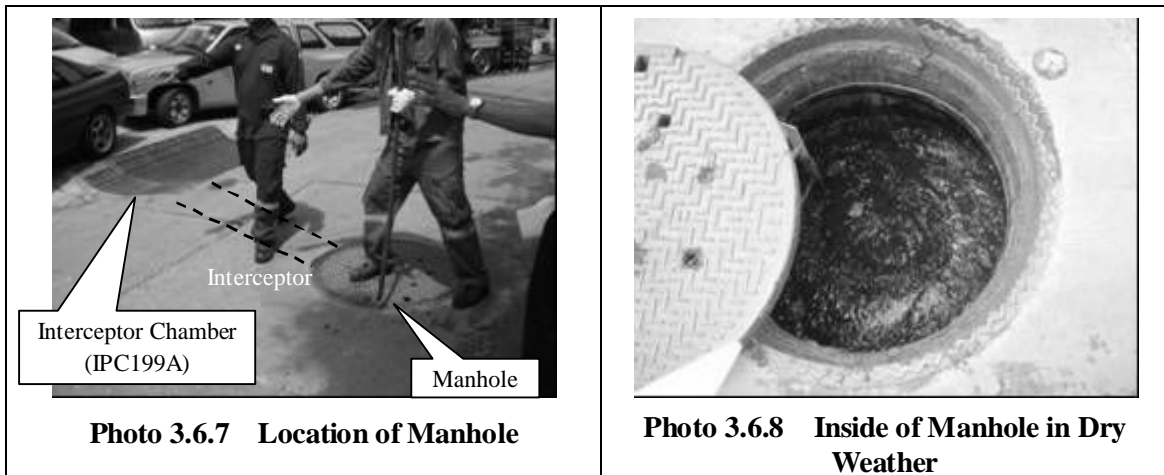 Interceptor
Interceptor Chamber
(IPC199A)
Manhole
Photo 3.6.7 Location of Manhole
Photo 3.6.8 Inside of Manhole in Dry
Weather